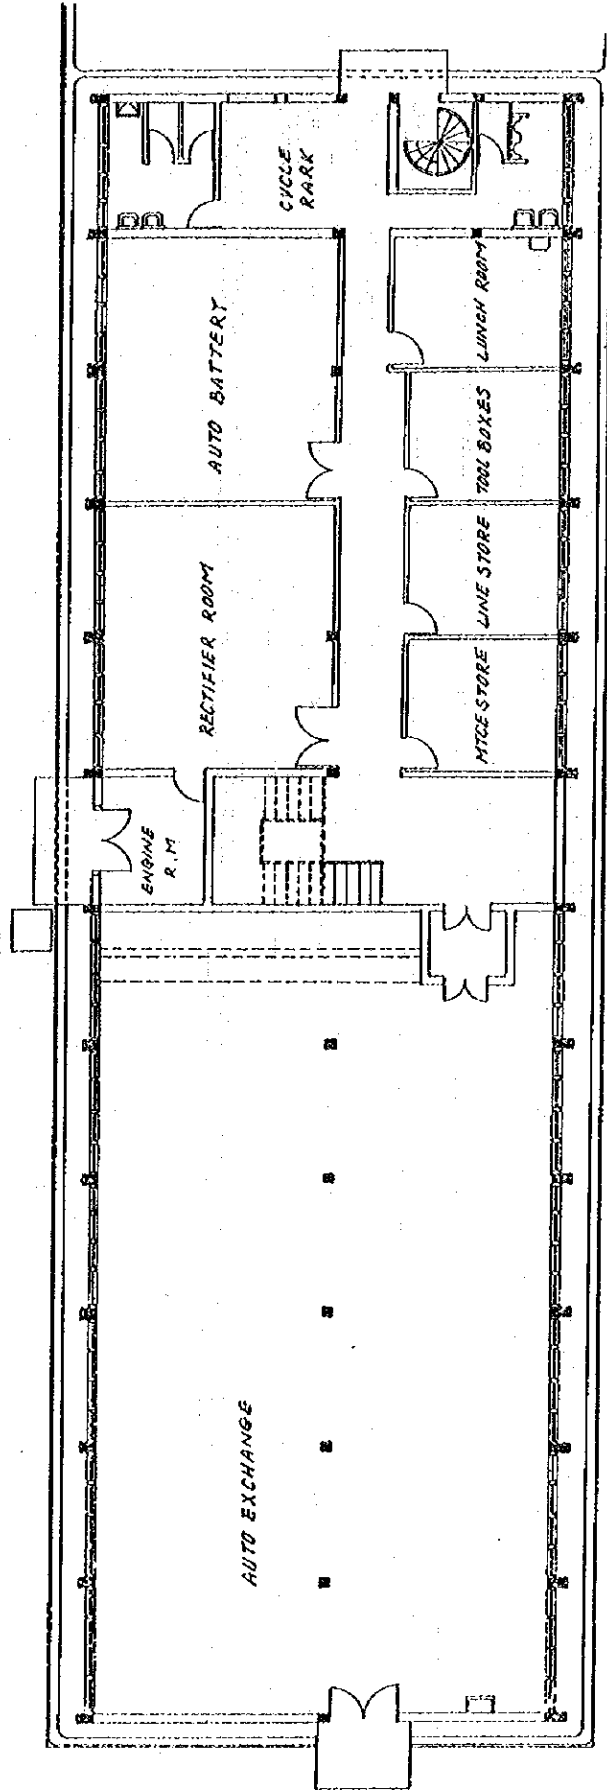 CYCLE
RARK
LUNCH ROOM
AUTO BATTERY
TOOL BOXES
LINE STORE
RECTIFIER ROOM
MTCE STORE
ENGINE
R.M
AUTO EXCHANGE